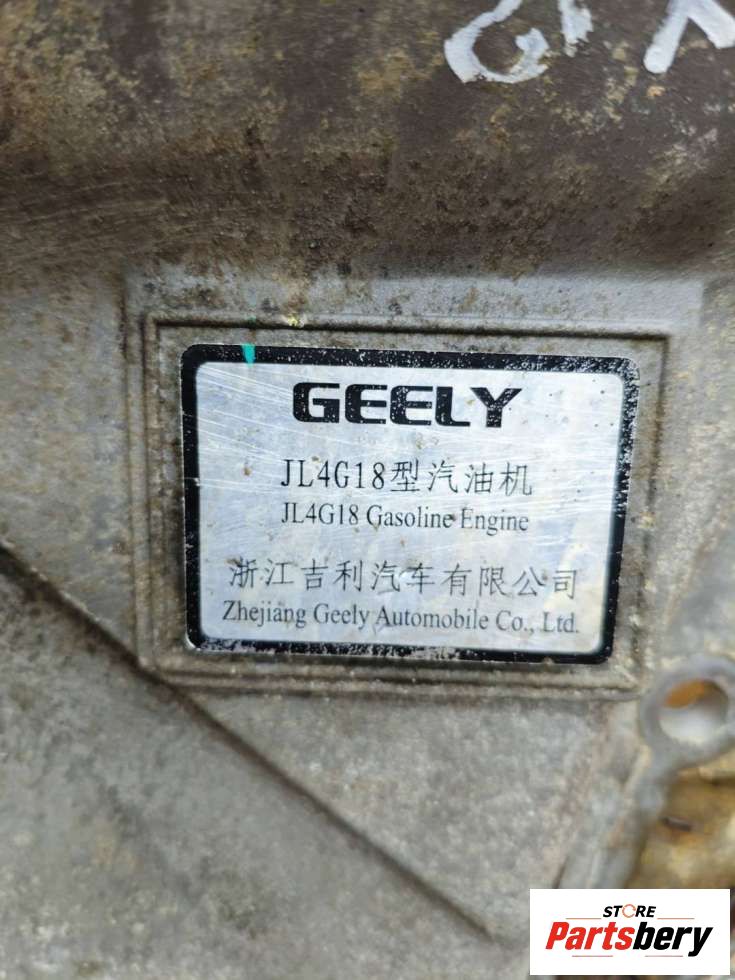 GEELY
JL4G18型汽油机
JL4G18 Gasoline Engine
浙江吉利汽车有限公司
Zhejiang Geely Automobile Co., Ltd.
STORE
Partsbery